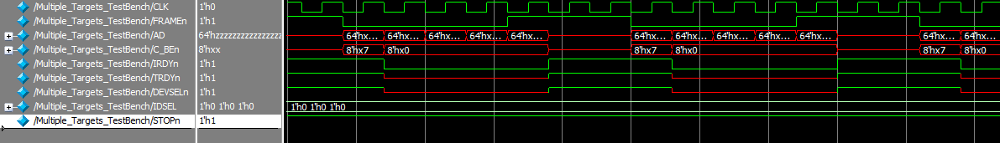 /Multiple_Targets_TestBench/CLK 1'h0
/Multiple_Targets_TestBench/FRAMEn 1'h1
/Multiple_Targets_TestBench/AD 64'hzzzzzzzzzzzzzzzz 64'hx... 64'hx... 64'hx... 64'hx... 64'hx... 64'hx... 64'hx... 64'hx... 64'hx... 64'hx... 64'hx... 64'hx...
/Multiple_Targets_TestBench/C_BEn 8'hxx 8'hx7 8'hx0 8'hx7 8'hx0 8'hx7 8'hx0
/Multiple_Targets_TestBench/IRDYn 1'h1
/Multiple_Targets_TestBench/TRDYn 1'h1
/Multiple_Targets_TestBench/DEVSELn 1'h1
/Multiple_Targets_TestBench/IDSEL 1'h0 1'h0 1'h0 1'h0 1'h0 1'h0
/Multiple_Targets_TestBench/STOPn 1'h1